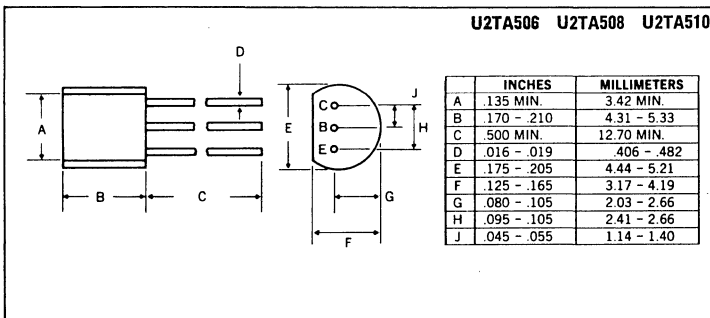 U2TA506 U2TA508 U2TA510
D
A
B
C
E
C
B
E
J
H
G
F
INCHES MILLIMETERS
A .135 MIN. 3.42 MIN.
B .170 - .210 4.31 - 5.33
C .500 MIN. 12.70 MIN.
D .016 - .019 .406 - .482
E .175 - .205 4.44 - 5.21
F .125 - .165 3.17 - 4.19
G .080 - .105 2.03 - 2.66
H .095 - .105 2.41 - 2.66
J .045 - .055 1.14 - 1.40